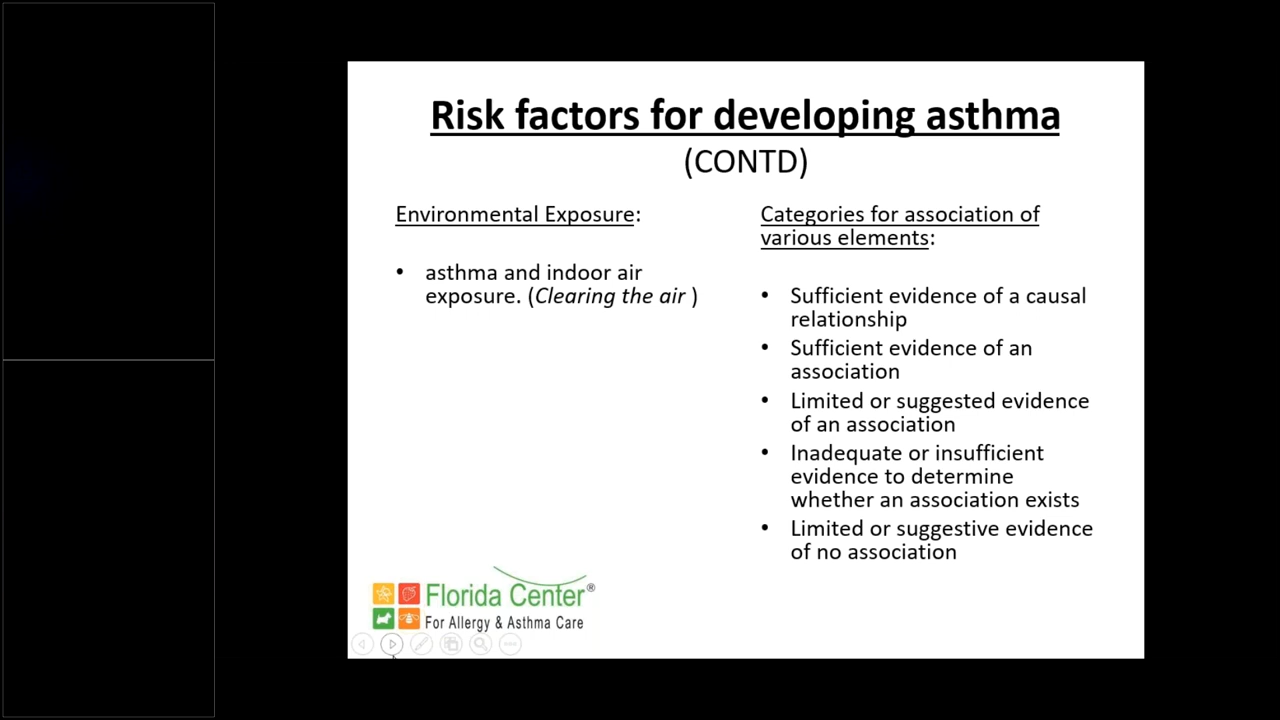 Risk factors for developing asthma
(CONTD)
Environmental Exposure:
• asthma and indoor air
exposure. (Clearing the air )
Categories for association of
various elements:
• Sufficient evidence of a causal
relationship
• Sufficient evidence of an
association
• Limited or suggested evidence
of an association
• Inadequate or insufficient
evidence to determine
whether an association exists
• Limited or suggestive evidence
of no association
Florida Center®
For Allergy & Asthma Care